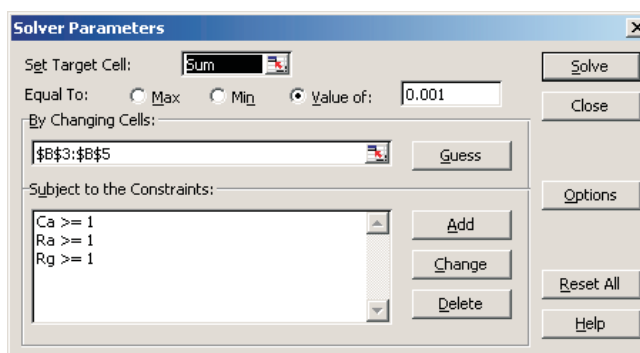 Solver Parameters
Set Target Cell: Sum Solve
Equal To: Max Min Value of: 0.001 Close
By Changing Cells:
$B$3:$B$5 Guess
Subject to the Constraints: Options
Ca >= 1 Add
Ra >= 1
Rg >= 1 Change
Reset All
Delete
Help